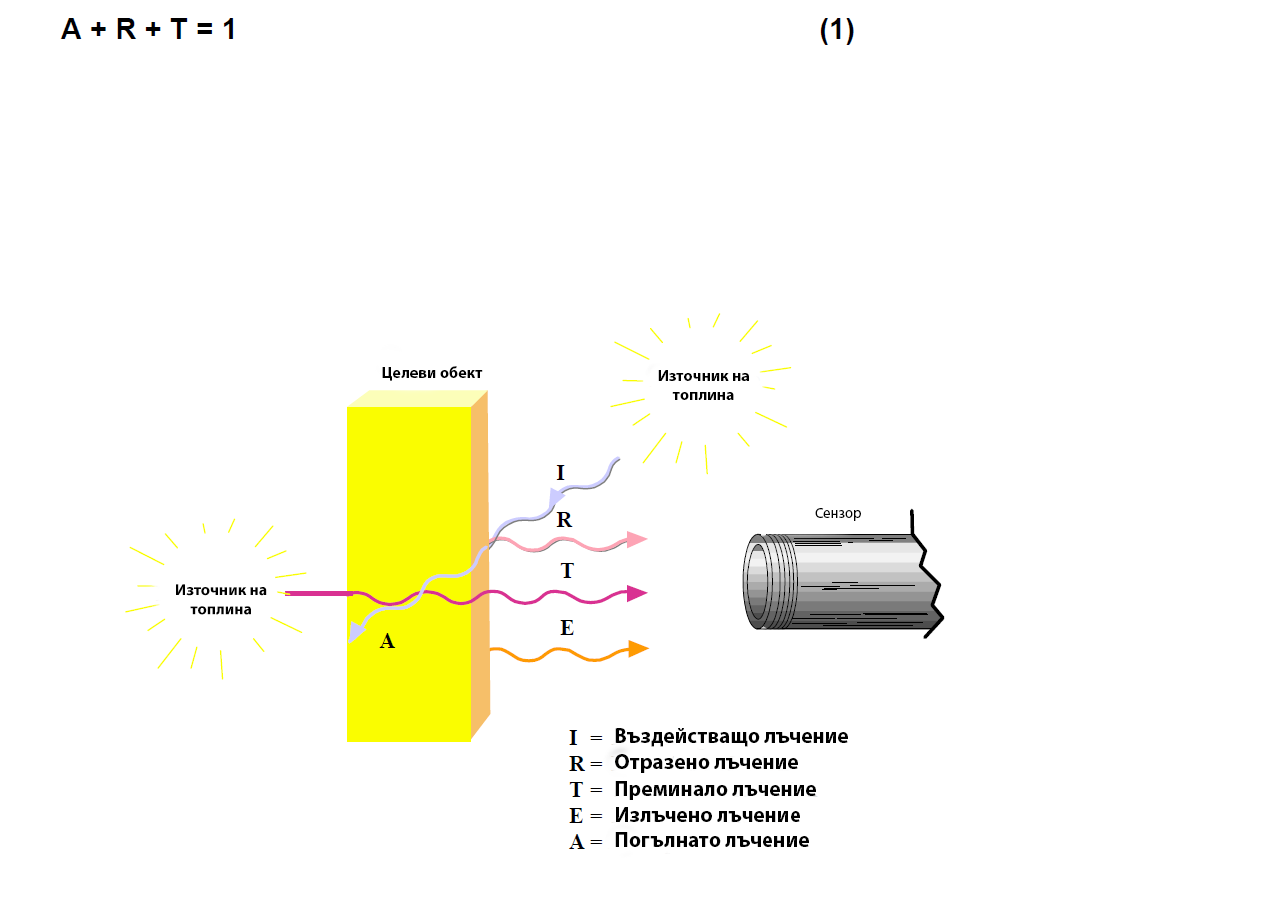 A + R + T = 1 (1)
Целеви обект
Източник на
топлина
I
R
Сензор
T
Източник на
топлина
E
A
I = Въздействащо лъчение
R = Отразено лъчение
T = Преминало лъчение
E = Излъчено лъчение
A = Погълнато лъчение